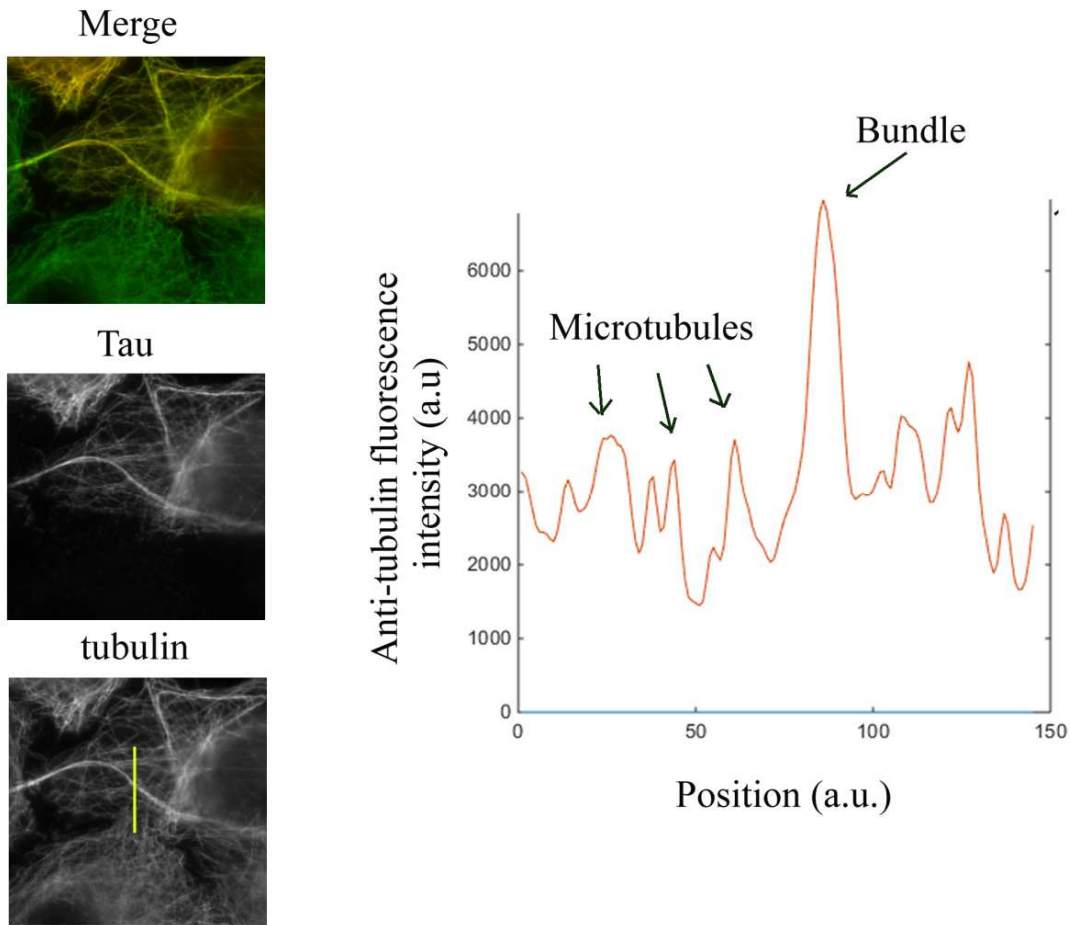 Merge
Tau
tubulin
Bundle
Microtubules
Anti-tubulin fluorescence
intensity (a.u)
6000
5000
4000
3000
2000
1000
0
0 50 100 150
Position (a.u.)